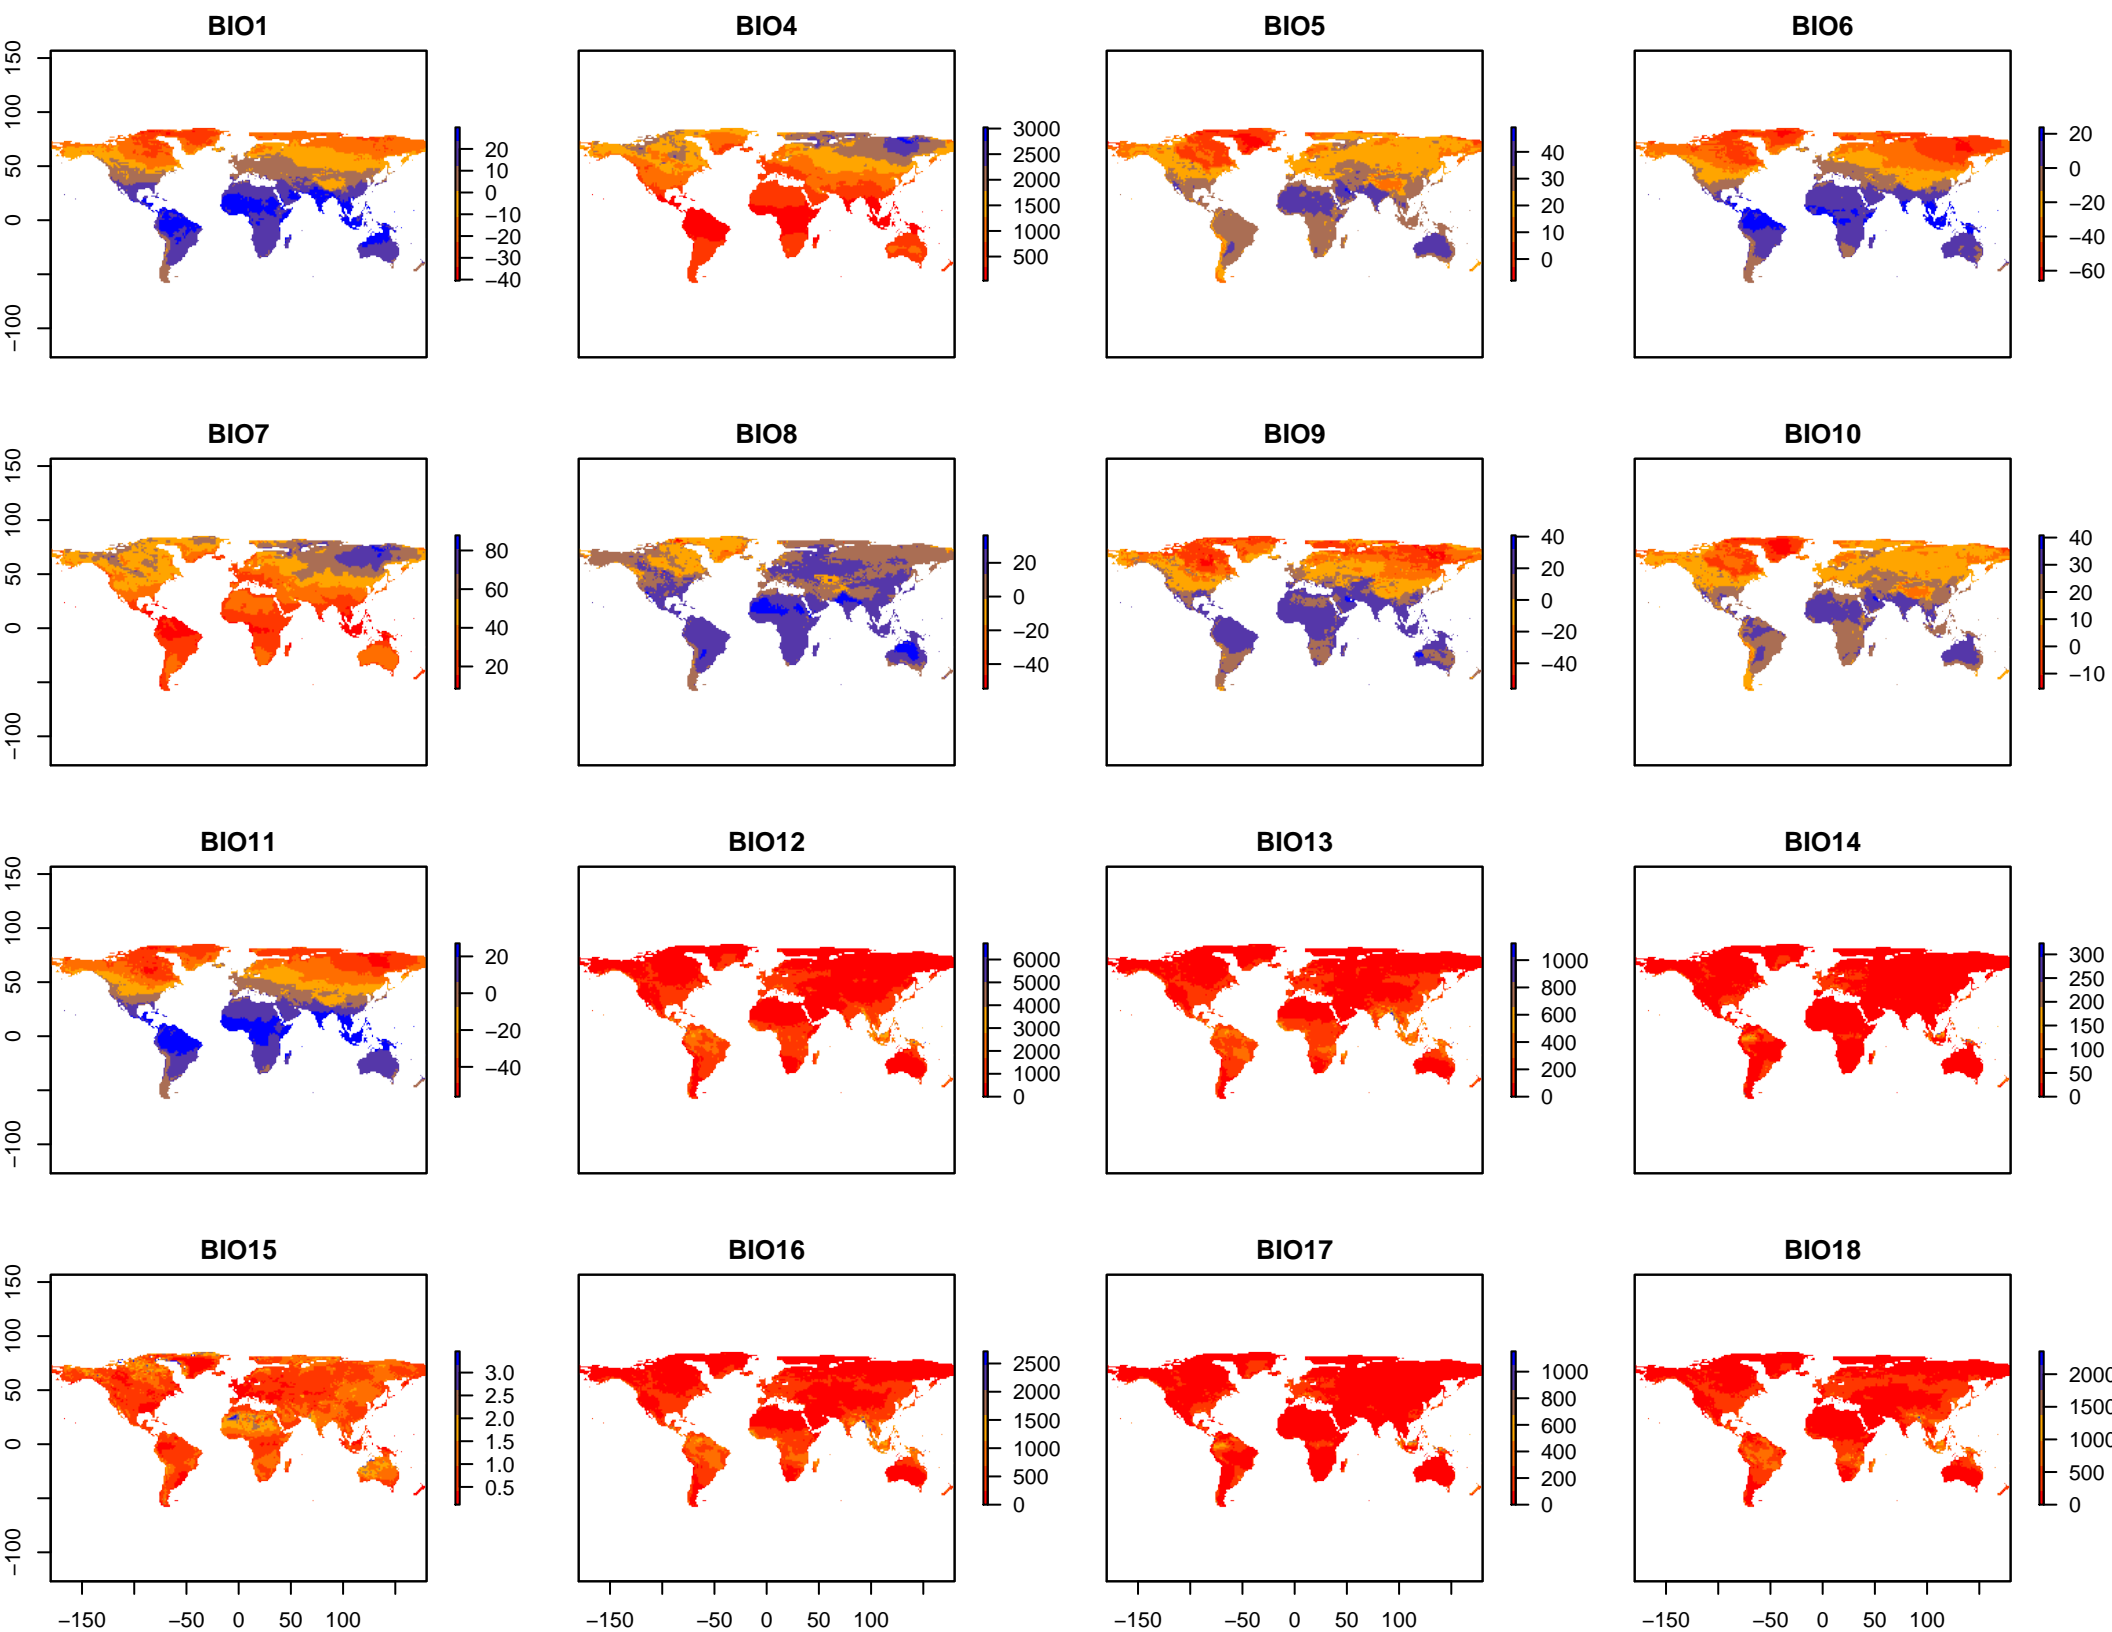 BIO1 BIO4 BIO5 BIO6
150 100 50 0 −100
20 10 0 −10 −20 −30 −40
3000 2500 2000 1500 1000 500
40 30 20 10 0
20 0 −20 −40 −60
BIO7 BIO8 BIO9 BIO10
150 100 50 0 −100
80 60 40 20
20 0 −20 −40
40 20 0 −20 −40
40 30 20 10 0 −10
BIO11 BIO12 BIO13 BIO14
150 100 50 0 −100
20 0 −20 −40
6000 5000 4000 3000 2000 1000 0
1000 800 600 400 200 0
300 250 200 150 100 50 0
BIO15 BIO16 BIO17 BIO18
150 100 50 0 −100
3.0 2.5 2.0 1.5 1.0 0.5
2500 2000 1500 1000 500 0
1000 800 600 400 200 0
500 0
−150 −50 0 50 100
−150 −50 0 50 100
−150 −50 0 50 100
−150 −50 0 50 100